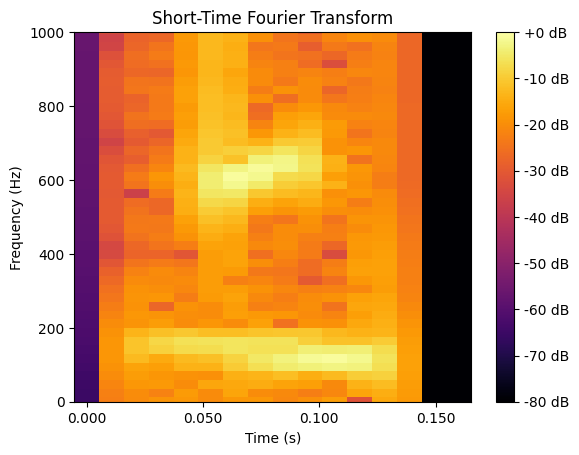 Short-Time Fourier Transform
Frequency (Hz)
1000
800
600
400
200
0
0.000
0.050
0.100
0.150
Time (s)
+0 dB
-10 dB
-20 dB
-30 dB
-40 dB
-50 dB
-60 dB
-70 dB
-80 dB